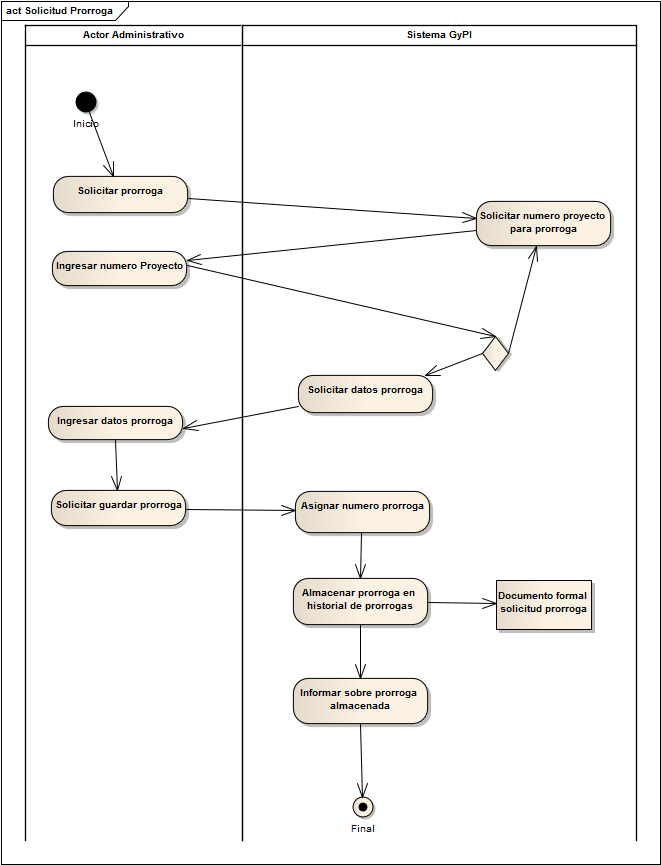 act Solicitud Prorroga
Actor Administrativo
Sistema GyPI
Inicio
Solicitar prorroga
Solicitar numero proyecto
para prorroga
Ingresar numero Proyecto
Solicitar datos prorroga
Ingresar datos prorroga
Solicitar guardar prorroga
Asignar numero prorroga
Almacenar prorroga en
historial de prorrogas
Documento formal
solicitud prorroga
Informar sobre prorroga
almacenada
Final